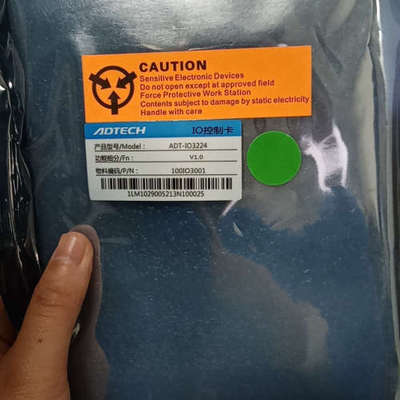 CAUTION
Sensitive Electronic Devices
Do not open except at approved field
Force Protective Work Station
Contents subject to damage by static electricity
Handle with care
ADTECH IO控制卡
产品型号/Model: ADT-IO3224
功能细分/Fn: V1.0
物料编码/P/N: 100IO3001
1LM1029005213N100025